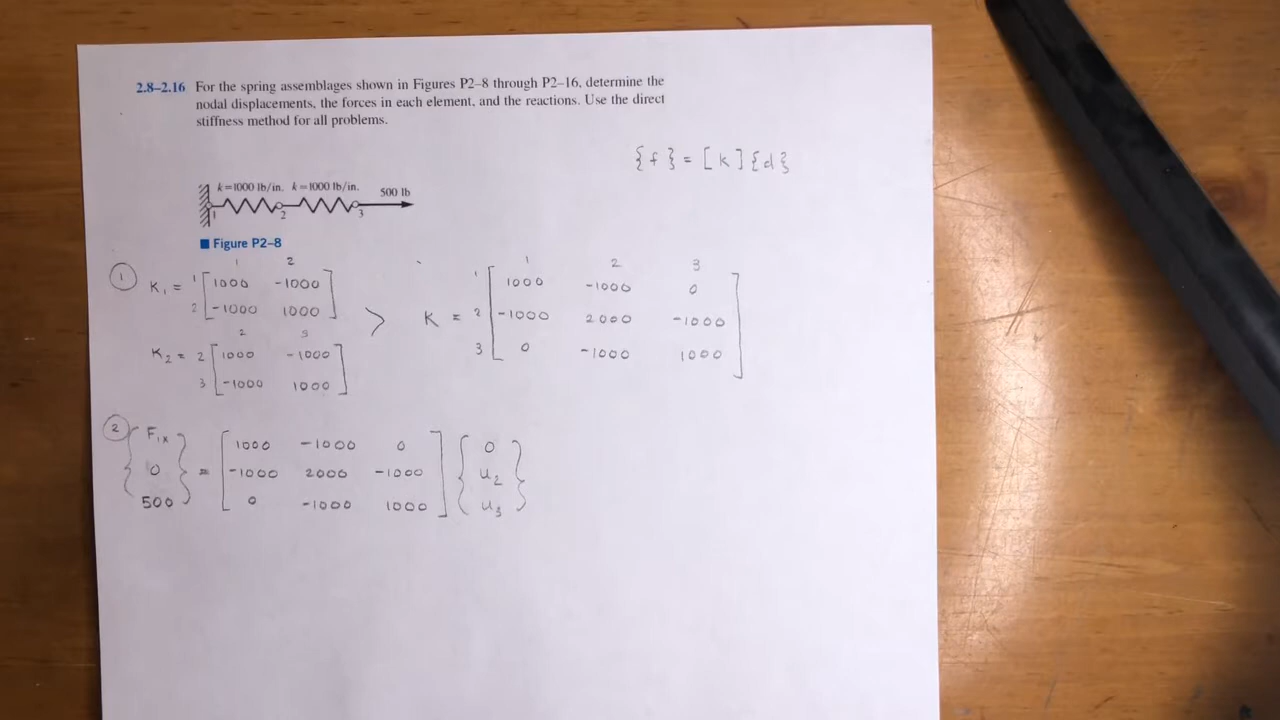 2.8–2.16 For the spring assemblages shown in Figures P2–8 through P2–16, determine the
nodal displacements, the forces in each element, and the reactions. Use the direct
stiffness method for all problems.
{f} = [k]{d}
k=1000 lb/in. k=1000 lb/in. 500 lb
1 2 3
■ Figure P2–8
1 2
① K₁ = 1 [1000 -1000
2 -1000 1000]
2 3
K₂ = 2 [1000 -1000
3 -1000 1000]
>
1 2 3
1 [1000 -1000 0
K = 2 -1000 2000 -1000
3 0 -1000 1000]
② {F₁ₓ [1000 -1000 0 {0
0 = -1000 2000 -1000 u₂
500} 0 -1000 1000] u₃}